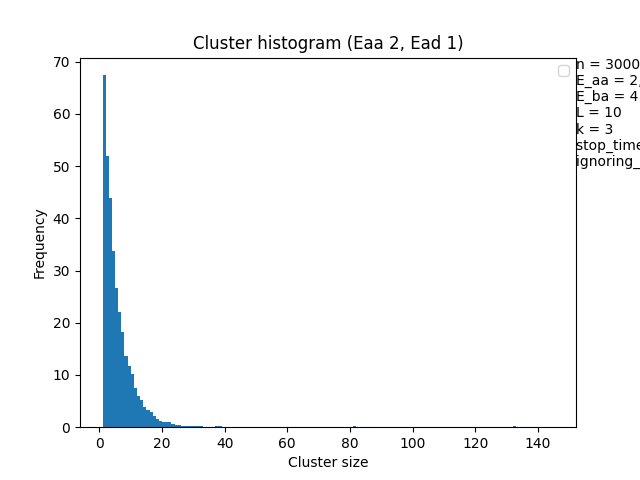 Cluster histogram (Eaa 2, Ead 1)
n = 3000
E_aa = 2,
E_ba = 4
L = 10
k = 3
stop_time
ignoring_
Frequency
70
60
50
40
30
20
10
0
0 20 40 60 80 100 120 140
Cluster size